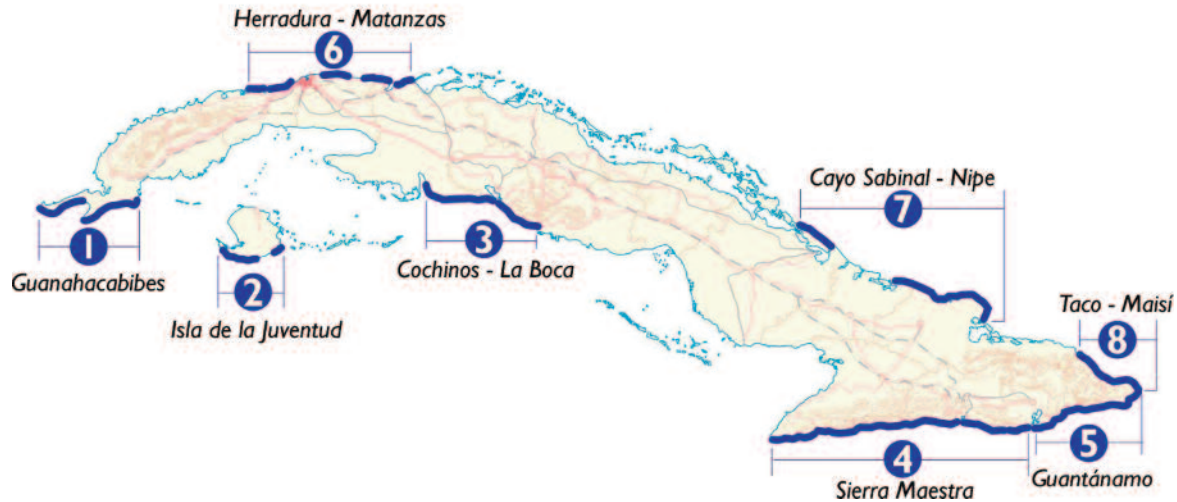 Herradura - Matanzas
6
Cayo Sabinal - Nipe
7
1
Guanahacabibes
2
Isla de la Juventud
3
Cochinos - La Boca
Taco - Maisí
8
4
Sierra Maestra
5
Guantánamo